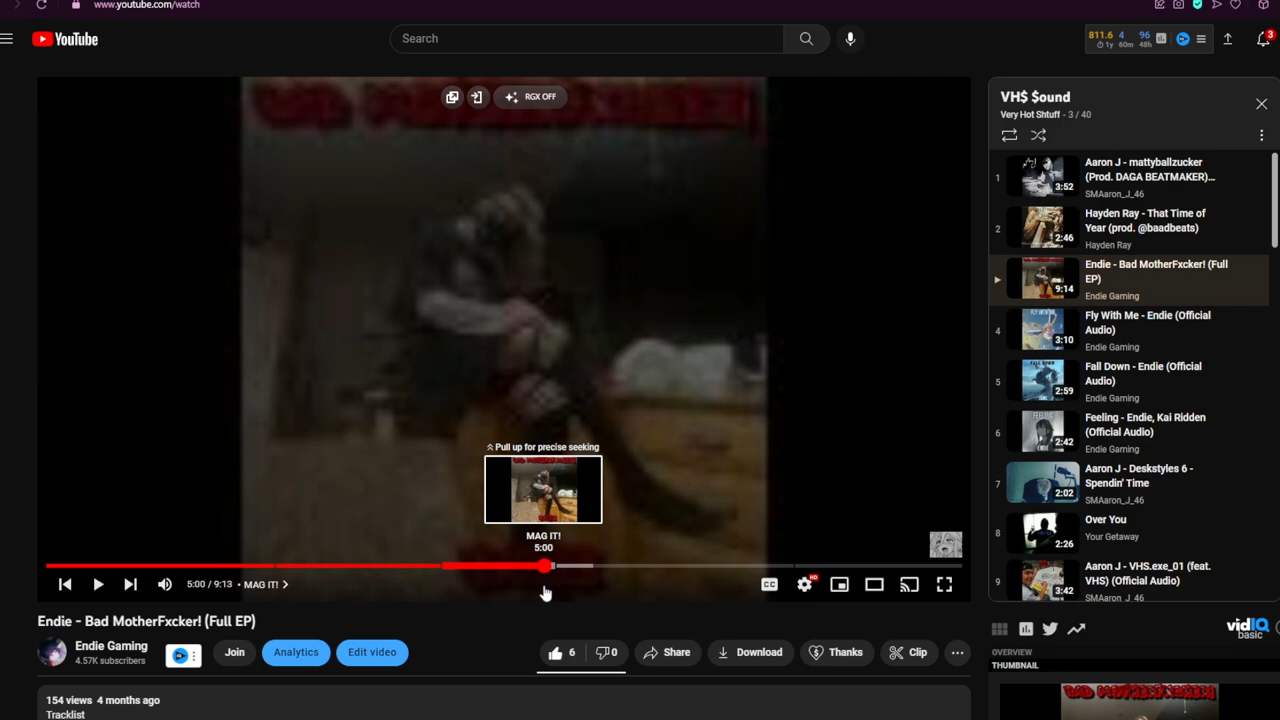 www.youtube.com/watch
YouTube
Search
811.6 4 96
1y 60m 48h
3
RGX OFF
VH$ $ound
Very Hot Shtuff - 3 / 40
1
3:52
Aaron J - mattyballzucker
(Prod. DAGA BEATMAKER)...
SMAaron_J_46
2
2:46
Hayden Ray - That Time of
Year (prod. @baadbeats)
Hayden Ray
9:14
Endie - Bad MotherFxcker! (Full
EP)
Endie Gaming
4
3:10
Fly With Me - Endie (Official
Audio)
Endie Gaming
5
2:59
Fall Down - Endie (Official
Audio)
Endie Gaming
6
2:42
Feeling - Endie, Kai Ridden
(Official Audio)
Endie Gaming
7
2:02
Aaron J - Deskstyles 6 -
Spendin' Time
SMAaron_J_46
8
2:26
Over You
Your Getaway
9
3:42
Aaron J - VHS.exe_01 (feat.
VHS) (Official Audio)
SMAaron_J_46
Pull up for precise seeking
MAG IT!
5:00
5:00 / 9:13 • MAG IT!
CC
HD
Endie - Bad MotherFxcker! (Full EP)
Endie Gaming
4.57K subscribers
Join
Analytics
Edit video
6
0
Share
Download
Thanks
Clip
154 views 4 months ago
Tracklist
vidIQ
basic
OVERVIEW
THUMBNAIL